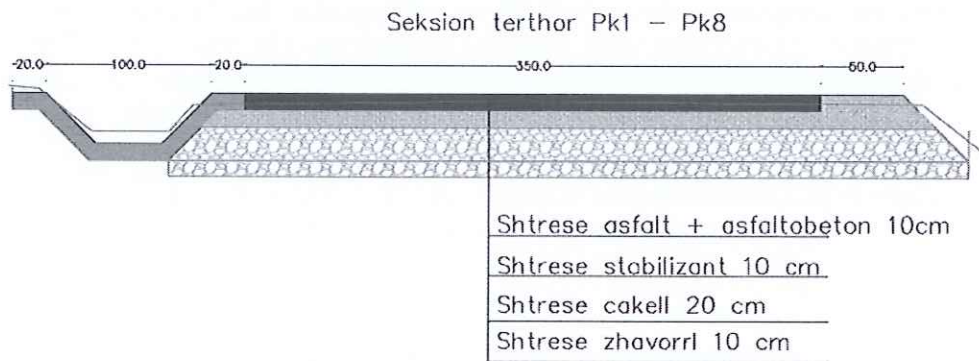 Seksion terthor Pk1 - Pk8
20.0 100.0 20.0 350.0 50.0
Shtrese asfalt + asfaltobeton 10cm
Shtrese stabilizant 10 cm
Shtrese cakell 20 cm
Shtrese zhavorrl 10 cm